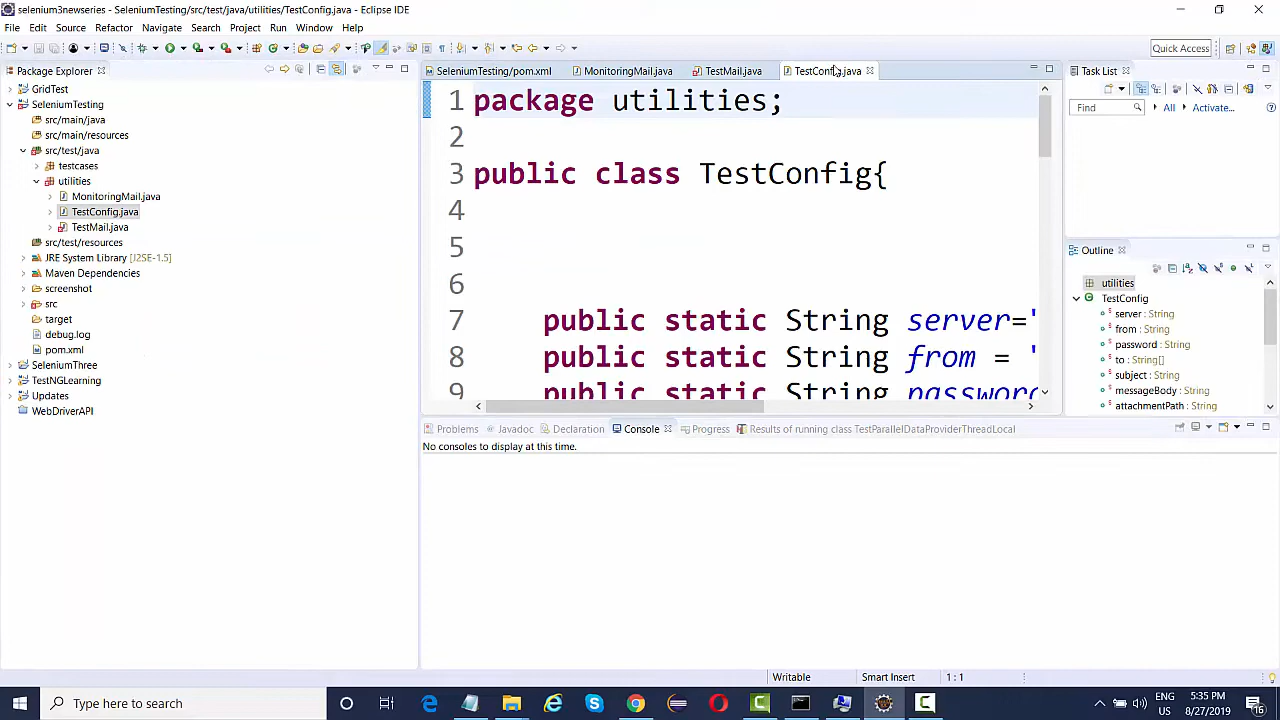 selenium3newseries - SeleniumTesting/src/test/java/utilities/TestConfig.java - Eclipse IDE
File Edit Source Refactor Navigate Search Project Run Window Help
Quick Access
Package Explorer
GridTest
SeleniumTesting
src/main/java
src/main/resources
src/test/java
testcases
utilities
MonitoringMail.java
TestConfig.java
TestMail.java
src/test/resources
JRE System Library [J2SE-1.5]
Maven Dependencies
screenshot
src
target
debug.log
pom.xml
SeleniumThree
TestNGLearning
Updates
WebDriverAPI
SeleniumTesting/pom.xml MonitoringMail.java TestMail.java TestConfig.java
1 package utilities;
2
3 public class TestConfig{
4
5
6
7 public static String server='
8 public static String from = '
9 public static String password
Task List
Find All Activate...
Outline
utilities
TestConfig
server : String
from : String
password : String
to : String[]
subject : String
messageBody : String
attachmentPath : String
Problems Javadoc Declaration Console Progress Results of running class TestParallelDataProviderThreadLocal
No consoles to display at this time.
Writable Smart Insert 1 : 1
Type here to search
ENG
US
5:35 PM
8/27/2019
16